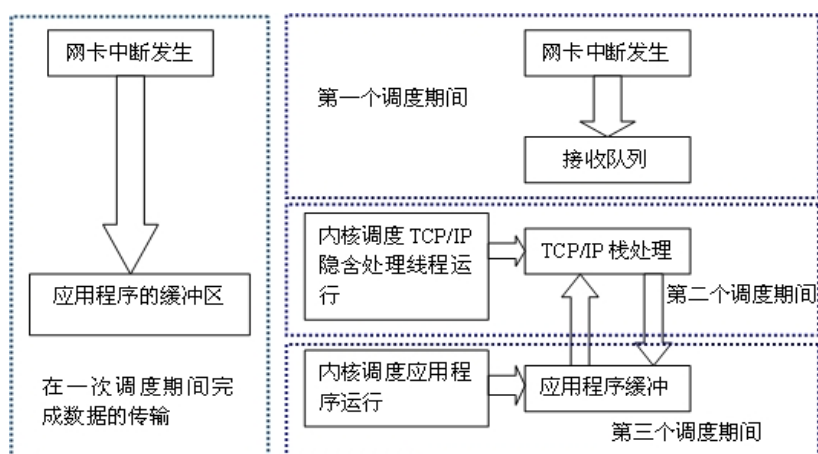 网卡中断发生
应用程序的缓冲区
在一次调度期间完
成数据的传输
网卡中断发生
第一个调度期间
接收队列
内核调度 TCP/IP
隐含处理线程运
行
TCP/IP 栈处理
第二个调度期间
内核调度应用程
序运行
应用程序缓冲
第三个调度期间